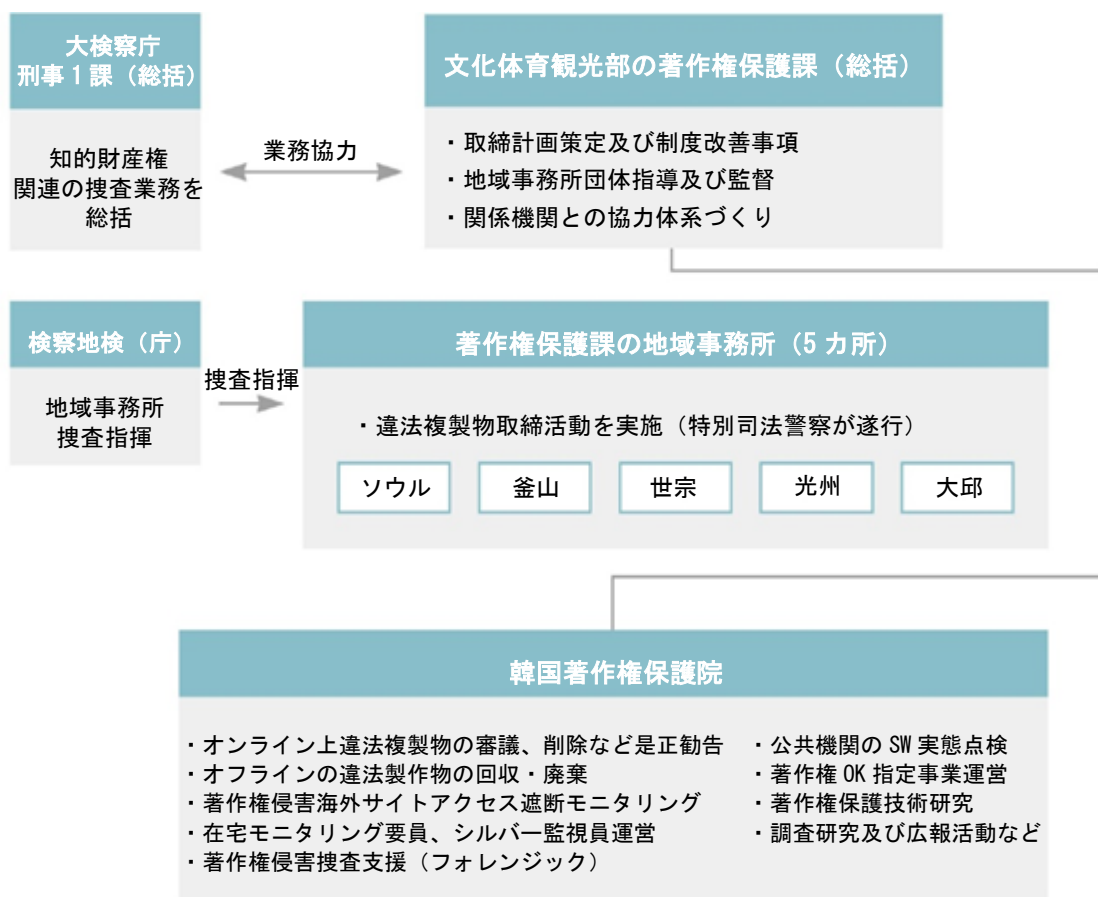 大検察庁
刑事1課(総括)
知的財産権
関連の捜査業務を
総括
業務協力
文化体育観光部の著作権保護課(総括)
・取締計画策定及び制度改善事項
・地域事務所団体指導及び監督
・関係機関との協力体系づくり
検察地検(庁)
地域事務所
捜査指揮
捜査指揮
著作権保護課の地域事務所(5カ所)
・違法複製物取締活動を実施(特別司法警察が遂行)
ソウル
釜山
世宗
光州
大邱
韓国著作権保護院
・オンライン上違法複製物の審議、削除など是正勧告
・オフラインの違法製作物の回収・廃棄
・著作権侵害海外サイトアクセス遮断モニタリング
・在宅モニタリング要員、シルバー監視員運営
・著作権侵害捜査支援(フォレンジック)
・公共機関の SW 実態点検
・著作権 OK 指定事業運営
・著作権保護技術研究
・調査研究及び広報活動など